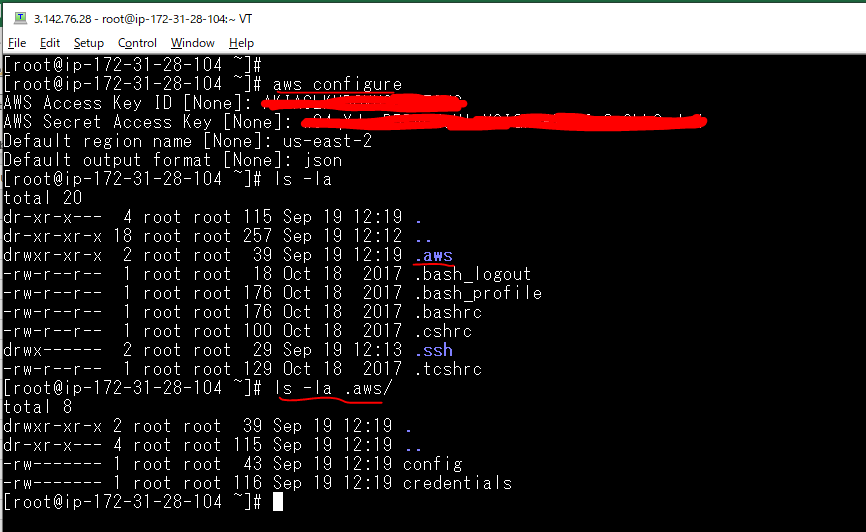 3.142.76.28 - root@ip-172-31-28-104:~ VT
File Edit Setup Control Window Help
[root@ip-172-31-28-104 ~]#
[root@ip-172-31-28-104 ~]# aws configure
AWS Access Key ID [None]:
AWS Secret Access Key [None]:
Default region name [None]: us-east-2
Default output format [None]: json
[root@ip-172-31-28-104 ~]# ls -la
total 20
dr-xr-x--- 4 root root 115 Sep 19 12:19 .
dr-xr-xr-x 18 root root 257 Sep 19 12:12 ..
drwxr-xr-x 2 root root 39 Sep 19 12:19 .aws
-rw-r--r-- 1 root root 18 Oct 18 2017 .bash_logout
-rw-r--r-- 1 root root 176 Oct 18 2017 .bash_profile
-rw-r--r-- 1 root root 176 Oct 18 2017 .bashrc
-rw-r--r-- 1 root root 100 Oct 18 2017 .cshrc
drwx------ 2 root root 29 Sep 19 12:13 .ssh
-rw-r--r-- 1 root root 129 Oct 18 2017 .tcshrc
[root@ip-172-31-28-104 ~]# ls -la .aws/
total 8
drwxr-xr-x 2 root root 39 Sep 19 12:19 .
dr-xr-x--- 4 root root 115 Sep 19 12:19 ..
-rw------- 1 root root 43 Sep 19 12:19 config
-rw------- 1 root root 116 Sep 19 12:19 credentials
[root@ip-172-31-28-104 ~]#